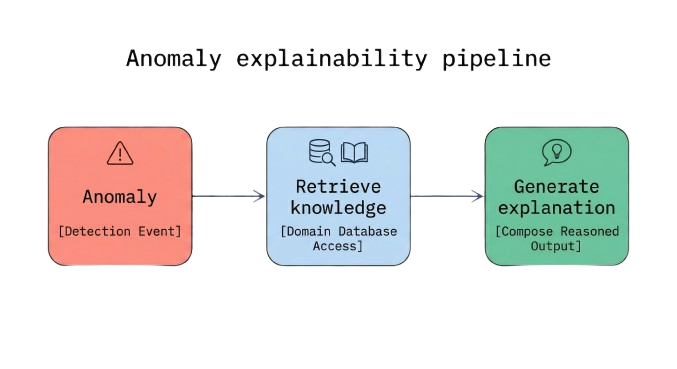 Anomaly explainability pipeline
Anomaly
[Detection Event]
Retrieve
knowledge
[Domain Database
Access]
Generate
explanation
[Compose Reasoned
Output]